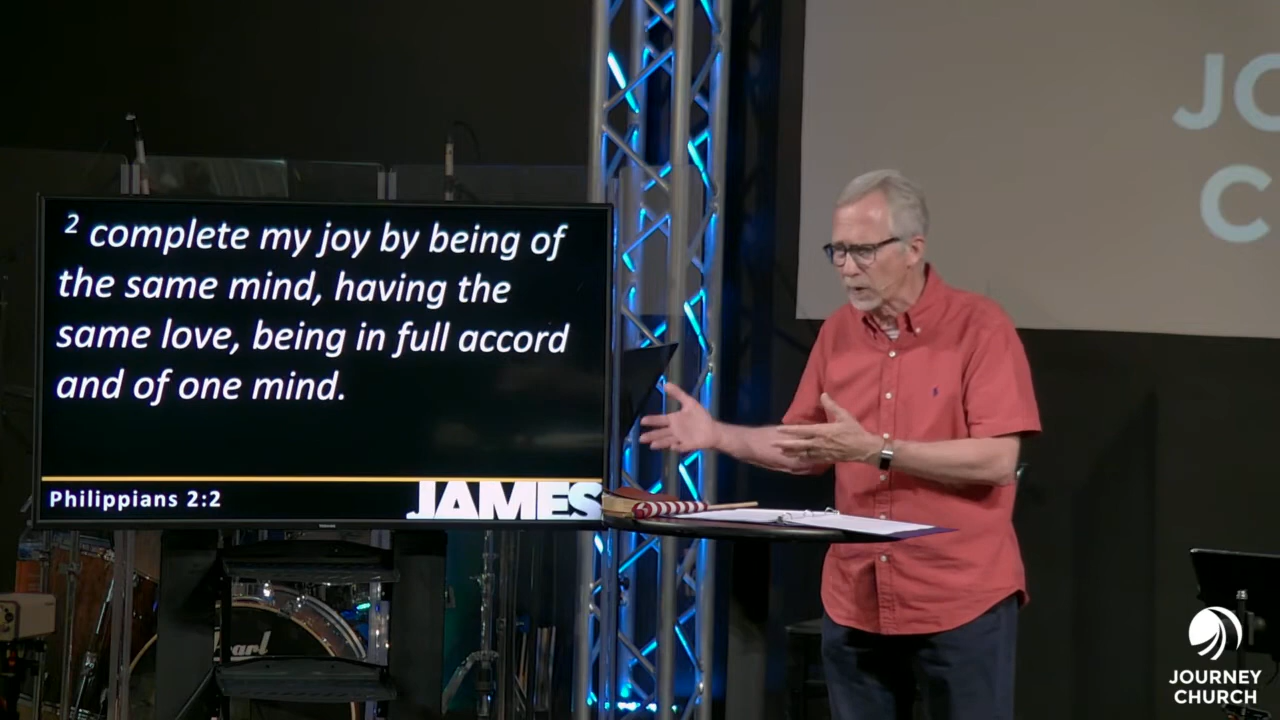 2 complete my joy by being of
the same mind, having the
same love, being in full accord
and of one mind.
Philippians 2:2
JAMES
JO
C
JOURNEY
CHURCH